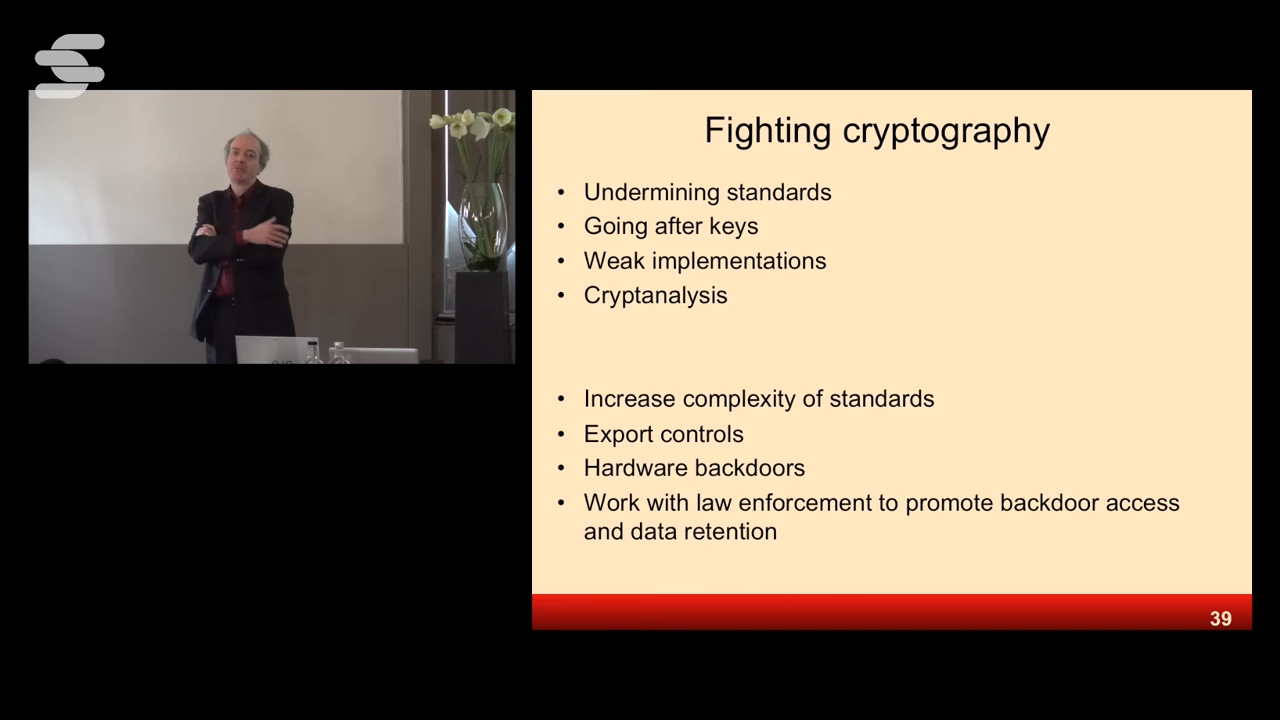 Fighting cryptography
• Undermining standards
• Going after keys
• Weak implementations
• Cryptanalysis
• Increase complexity of standards
• Export controls
• Hardware backdoors
• Work with law enforcement to promote backdoor access
and data retention
39